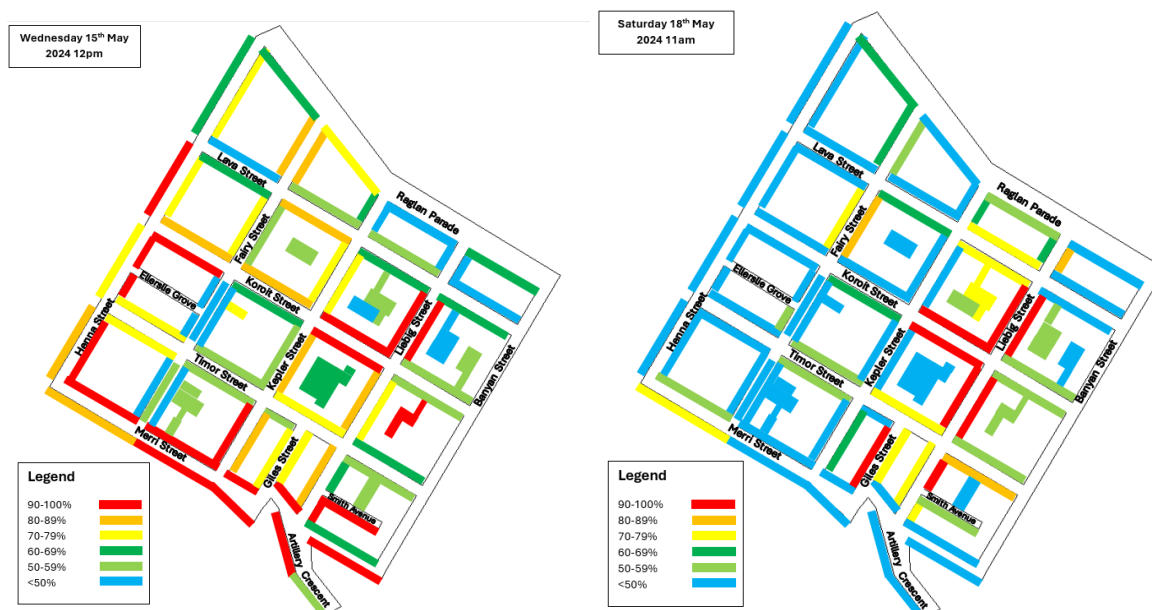 Wednesday 15th May
2024 12pm
Lava Street
Raglan Parade
Fairy Street
Ellerslie Grove
Koroit Street
Henna Street
Liebig Street
Kepler Street
Timor Street
Banyan Street
Merri Street
Giles Street
Smith Avenue
Artillery Crescent
Legend
90-100%
80-89%
70-79%
60-69%
50-59%
<50%
Saturday 18th May
2024 11am
Lava Street
Raglan Parade
Fairy Street
Ellerslie Grove
Koroit Street
Henna Street
Liebig Street
Kepler Street
Timor Street
Banyan Street
Merri Street
Giles Street
Smith Avenue
Artillery Crescent
Legend
90-100%
80-89%
70-79%
60-69%
50-59%
<50%